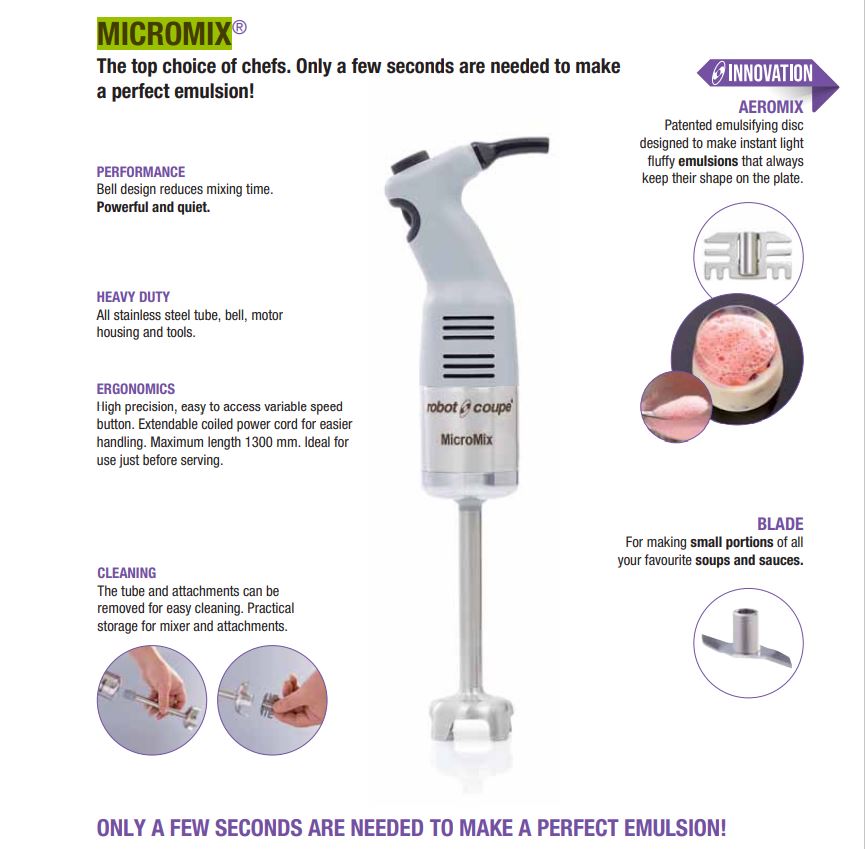 MICROMIX®
The top choice of chefs. Only a few seconds are needed to make
a perfect emulsion!
INNOVATION
AEROMIX
Patented emulsifying disc
designed to make instant light
fluffy emulsions that always
keep their shape on the plate.
PERFORMANCE
Bell design reduces mixing time.
Powerful and quiet.
HEAVY DUTY
All stainless steel tube, bell, motor
housing and tools.
ERGONOMICS
High precision, easy to access variable speed
button. Extendable coiled power cord for easier
handling. Maximum length 1300 mm. Ideal for
use just before serving.
robot coupe®
MicroMix
BLADE
For making small portions of all
your favourite soups and sauces.
CLEANING
The tube and attachments can be
removed for easy cleaning. Practical
storage for mixer and attachments.
ONLY A FEW SECONDS ARE NEEDED TO MAKE A PERFECT EMULSION!